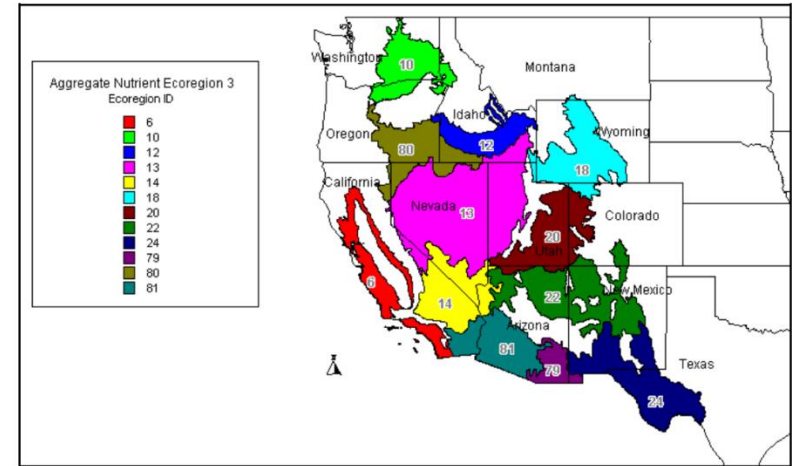 Aggregate Nutrient Ecoregion 3
Ecoregion ID
6
10
12
13
14
18
20
22
24
79
80
81
Washington
10
Montana
Oregon
Idaho
80
12
Wyoming
18
California
Nevada
13
Colorado
20
Utah
6
14
22
New Mexico
Arizona
81
79
Texas
24
N